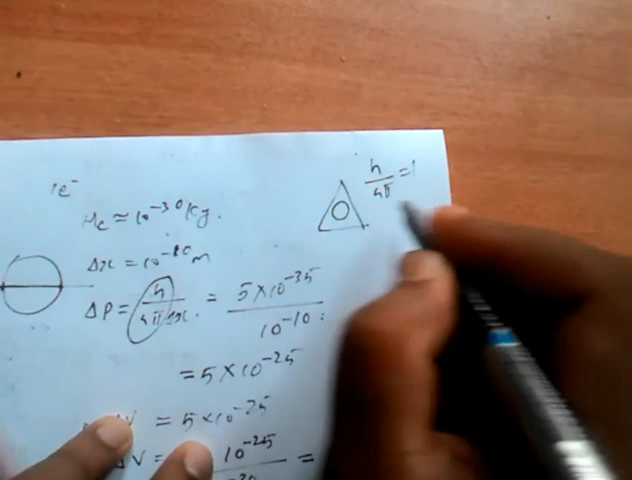 h/4π = 1
1e⁻
Me ≈ 10⁻³⁰ Kg.
Δx = 10⁻¹⁰ m
ΔP = h/4πΔx. = 5×10⁻³⁵/10⁻¹⁰
= 5×10⁻²⁵
V = 5×10⁻²⁵
ΔV = 10⁻²⁵ =